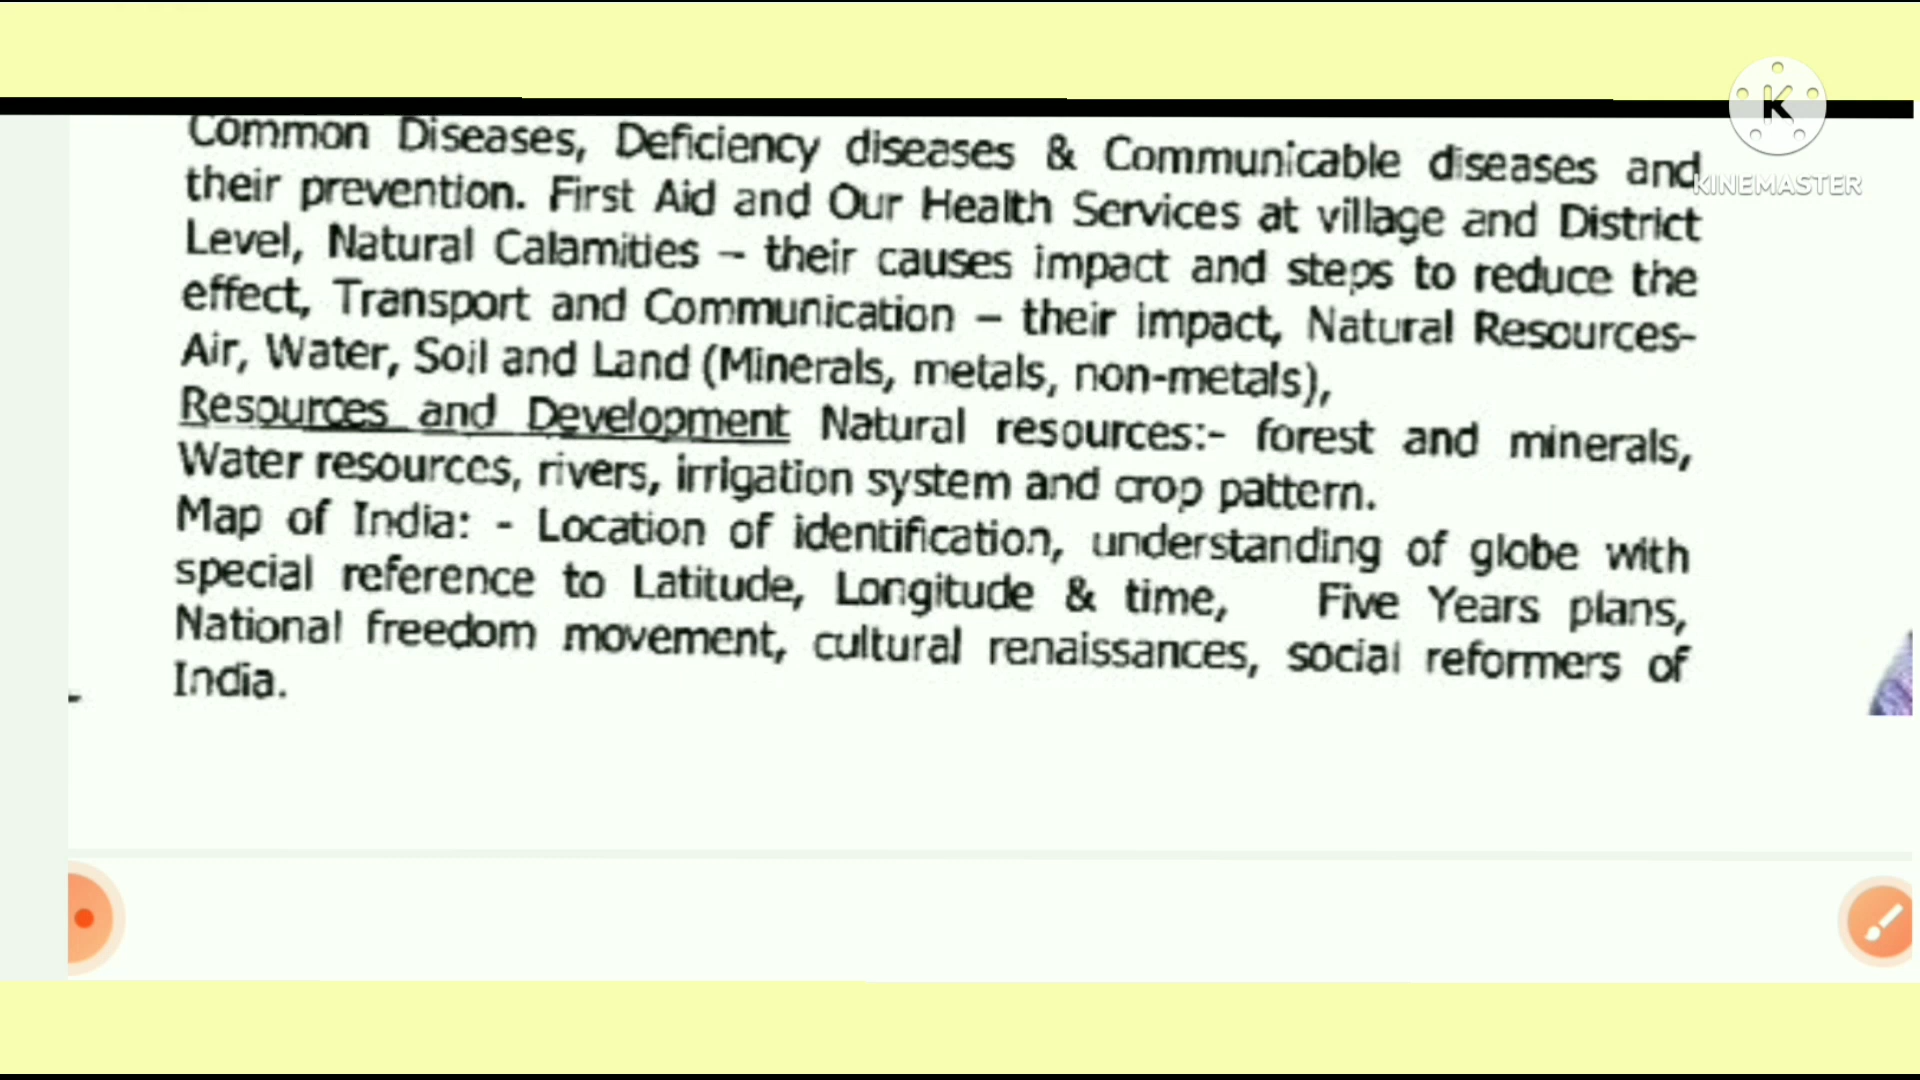 Common Diseases, Deficiency diseases & Communicable diseases and
their prevention. First Aid and Our Health Services at village and District
Level, Natural Calamities – their causes impact and steps to reduce the
effect, Transport and Communication – their impact, Natural Resources-
Air, Water, Soil and Land (Minerals, metals, non-metals),
Resources and Development Natural resources:- forest and minerals,
Water resources, rivers, irrigation system and crop pattern.
Map of India: - Location of identification, understanding of globe with
special reference to Latitude, Longitude & time, Five Years plans,
National freedom movement, cultural renaissances, social reformers of
India.
K
KINEMASTER